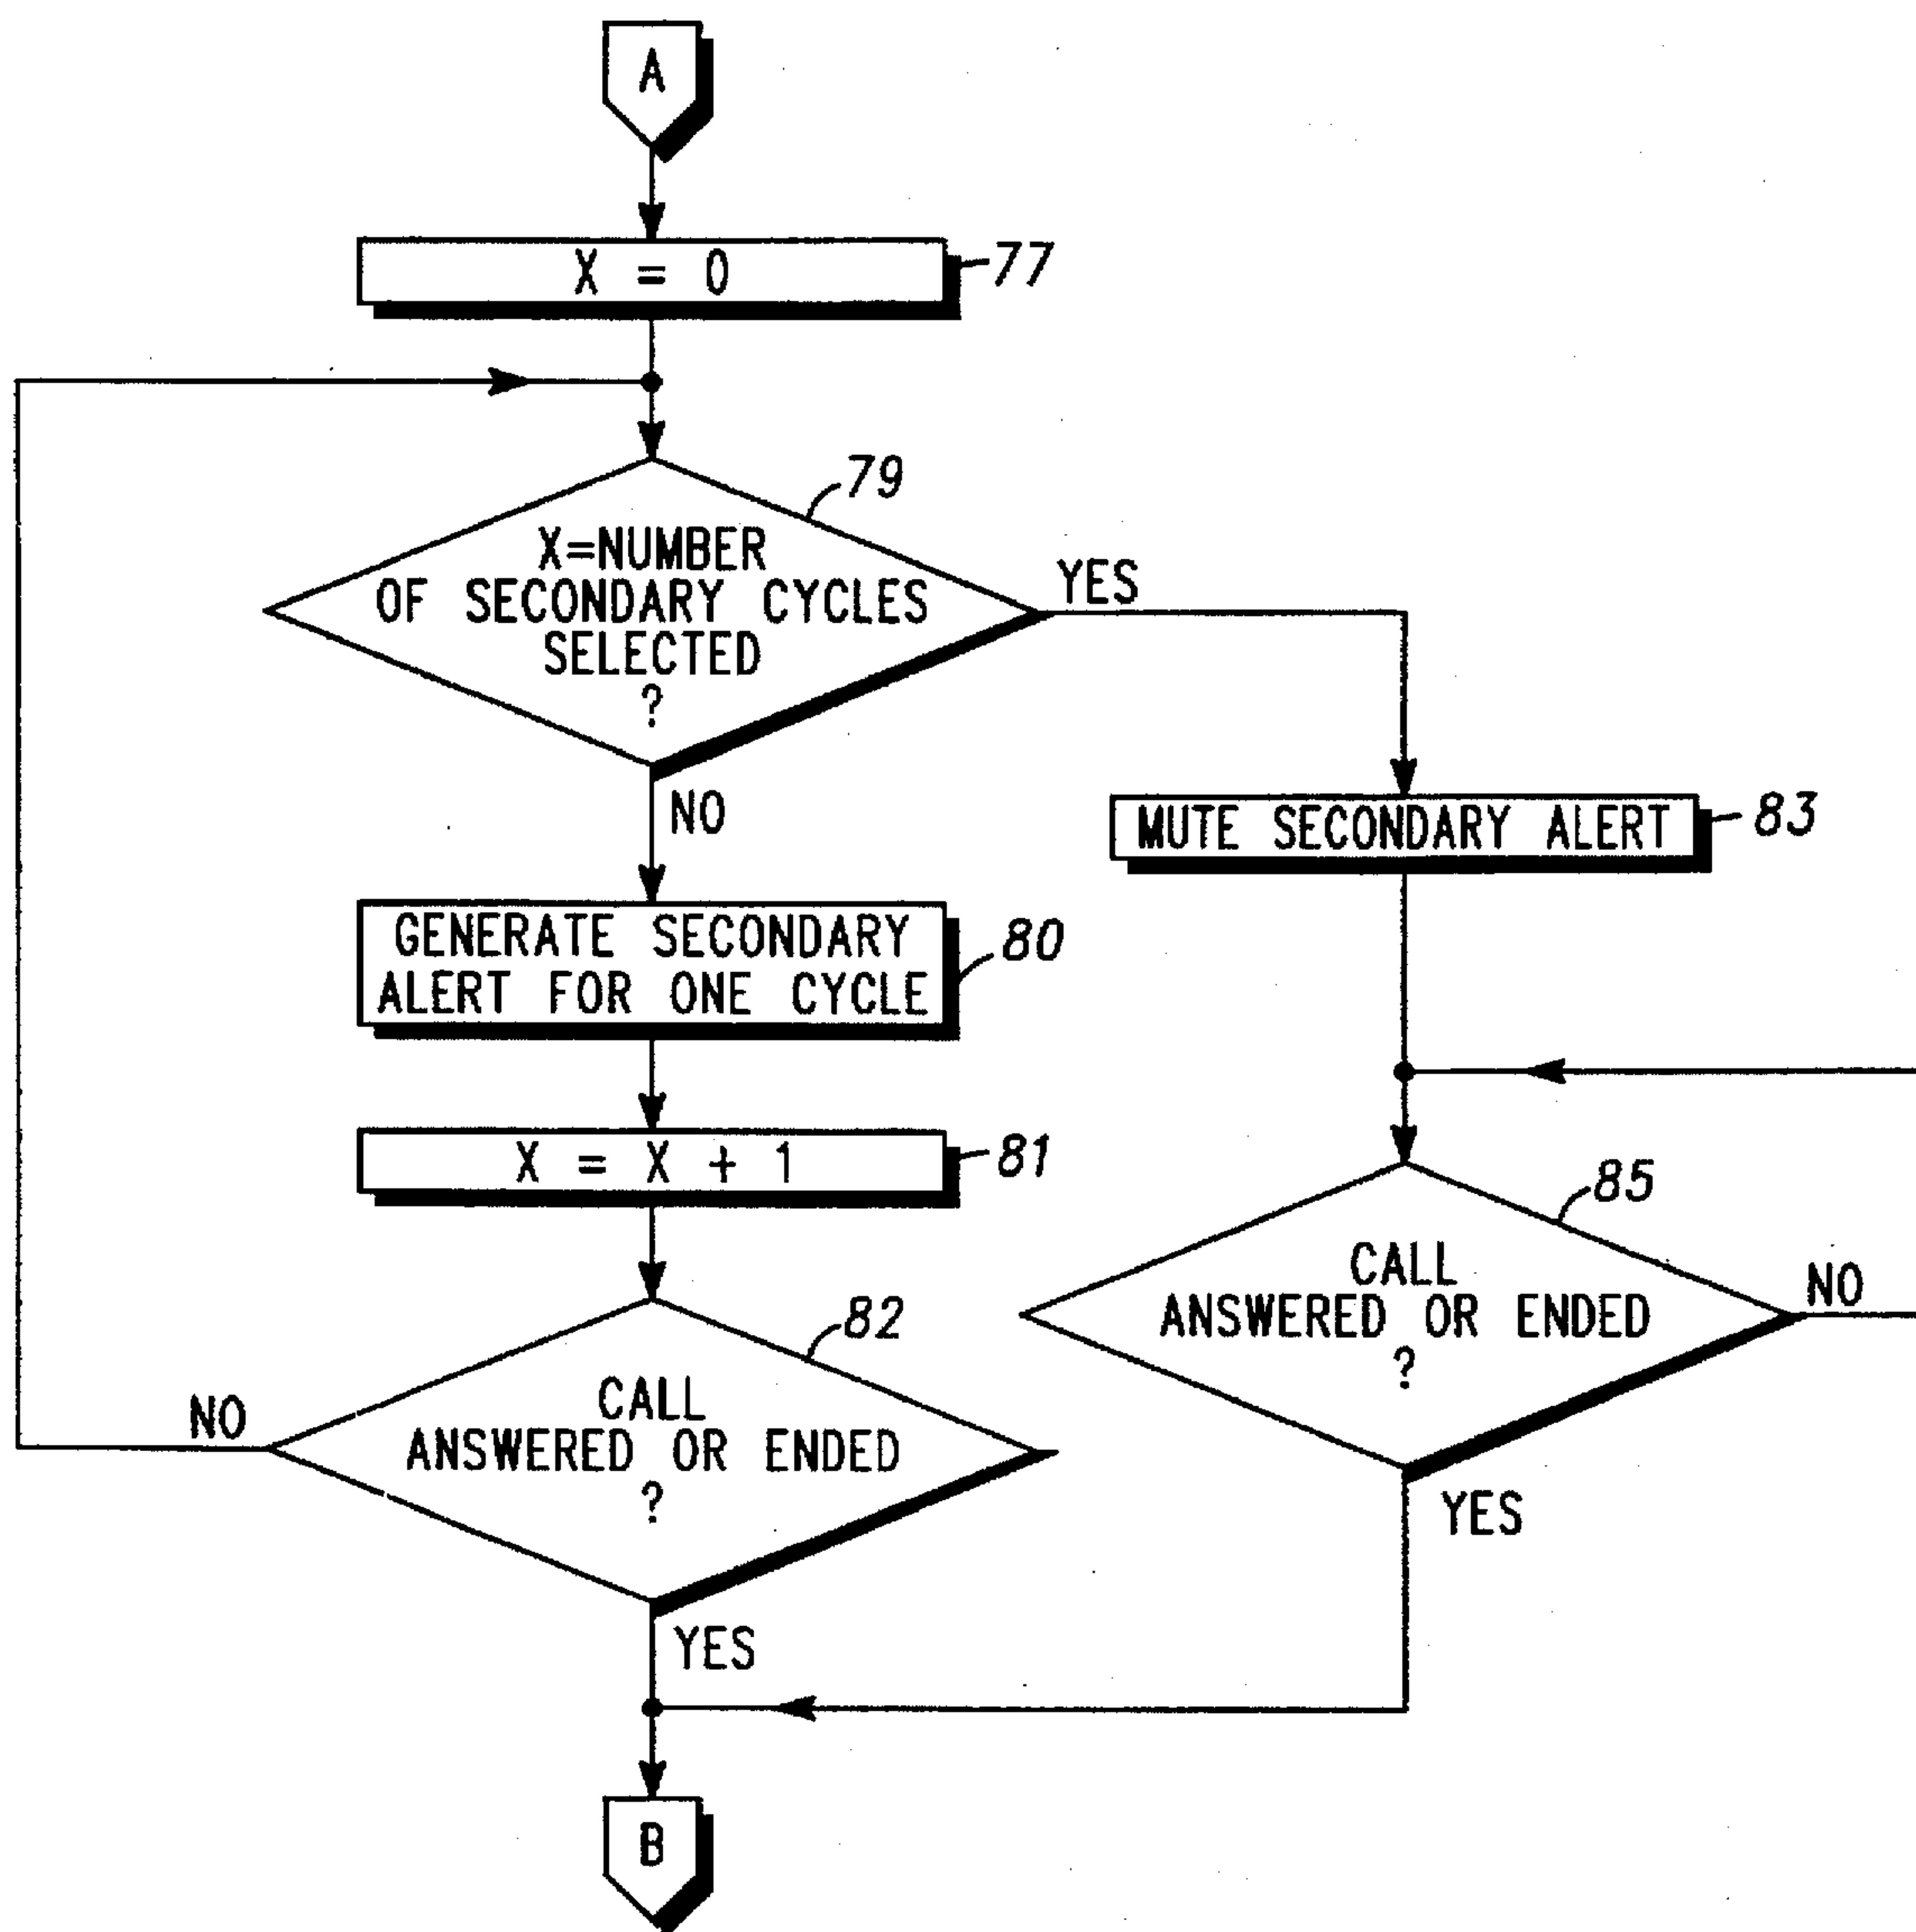 A
X = 0
77
79
X=NUMBER
OF SECONDARY CYCLES
SELECTED
?
YES
NO
MUTE SECONDARY ALERT
83
GENERATE SECONDARY
ALERT FOR ONE CYCLE
80
X = X + 1
81
85
CALL
ANSWERED OR ENDED
?
NO
YES
82
CALL
ANSWERED OR ENDED
?
NO
YES
B